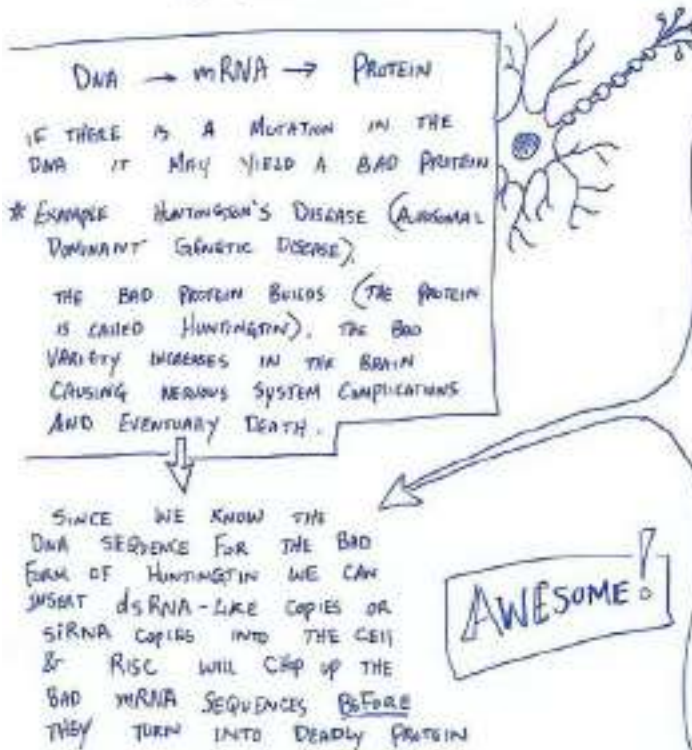 DNA → mRNA → PROTEIN
IF THERE IS A MUTATION IN THE
DNA IT MAY YIELD A BAD PROTEIN
* EXAMPLE HUNTINGTON'S DISEASE (AUTOSOMAL
DOMINANT GENETIC DISEASE).
THE BAD PROTEIN BUILDS (THE PROTEIN
IS CALLED HUNTINGTIN). THE BAD
VARIETY INCREASES IN THE BRAIN
CAUSING NERVOUS SYSTEM COMPLICATIONS
AND EVENTUARY DEATH.
SINCE WE KNOW THE
DNA SEQUENCE FOR THE BAD
FORM OF HUNTINGTIN WE CAN
INSERT dsRNA-LIKE COPIES OR
SiRNA COPIES INTO THE CELL
& RISC WILL CHOP UP THE
BAD mRNA SEQUENCES BEFORE
THEY TURN INTO DEADLY PROTEIN
AWESOME!